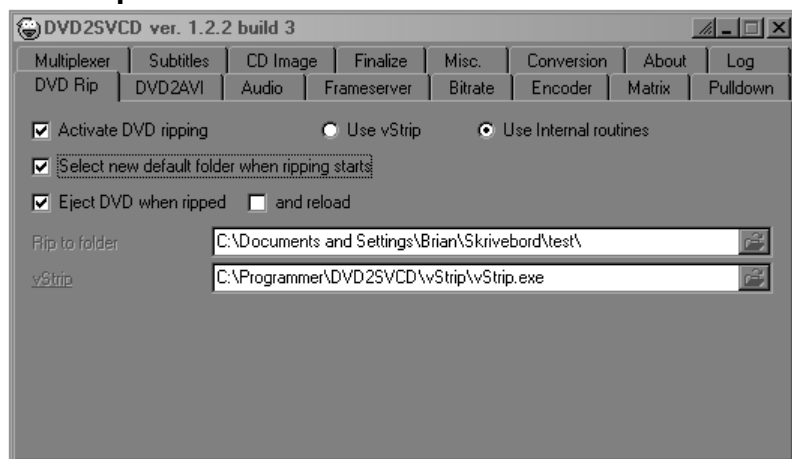 DVD2SVCD ver. 1.2.2 build 3
Multiplexer Subtitles CD Image Finalize Misc. Conversion About Log
DVD Rip DVD2AVI Audio Frameserver Bitrate Encoder Matrix Pulldown
Activate DVD ripping Use vStrip Use Internal routines
Select new default folder when ripping starts
Eject DVD when ripped and reload
Rip to folder C:\Documents and Settings\Brian\Skrivebord\test\
vStrip C:\Programmer\DVD2SVCD\vStrip\vStrip.exe